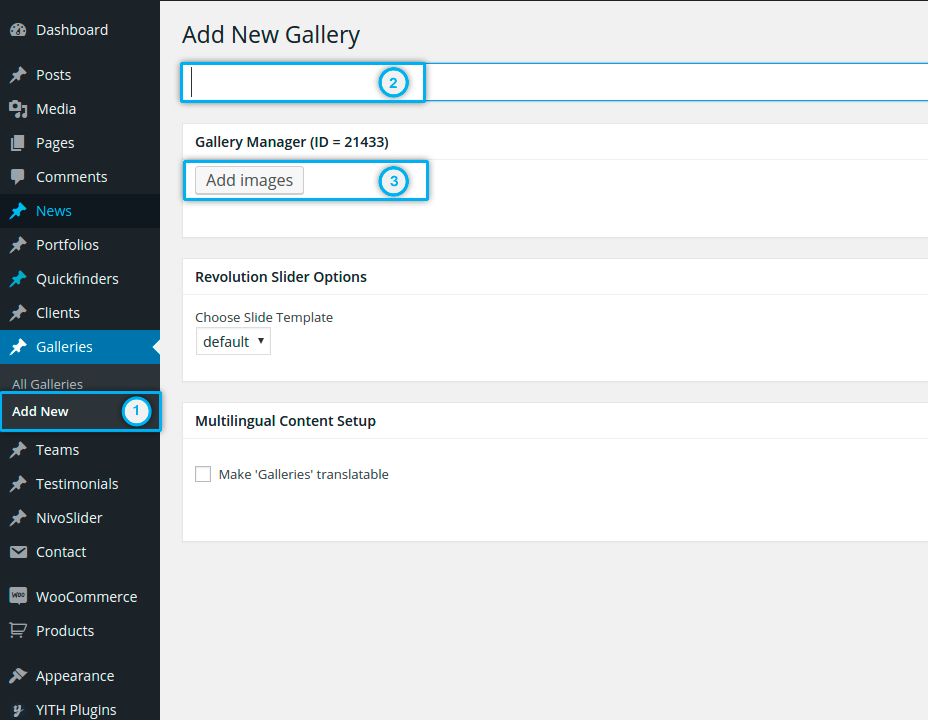 Dashboard
Posts
Media
Pages
Comments
News
Portfolios
Quickfinders
Clients
Galleries
All Galleries
Add New 1
Teams
Testimonials
NivoSlider
Contact
Woo WooCommerce
Products
Appearance
YITH Plugins
Add New Gallery
2
Gallery Manager (ID = 21433)
Add images 3
Revolution Slider Options
Choose Slide Template
default
Multilingual Content Setup
Make 'Galleries' translatable